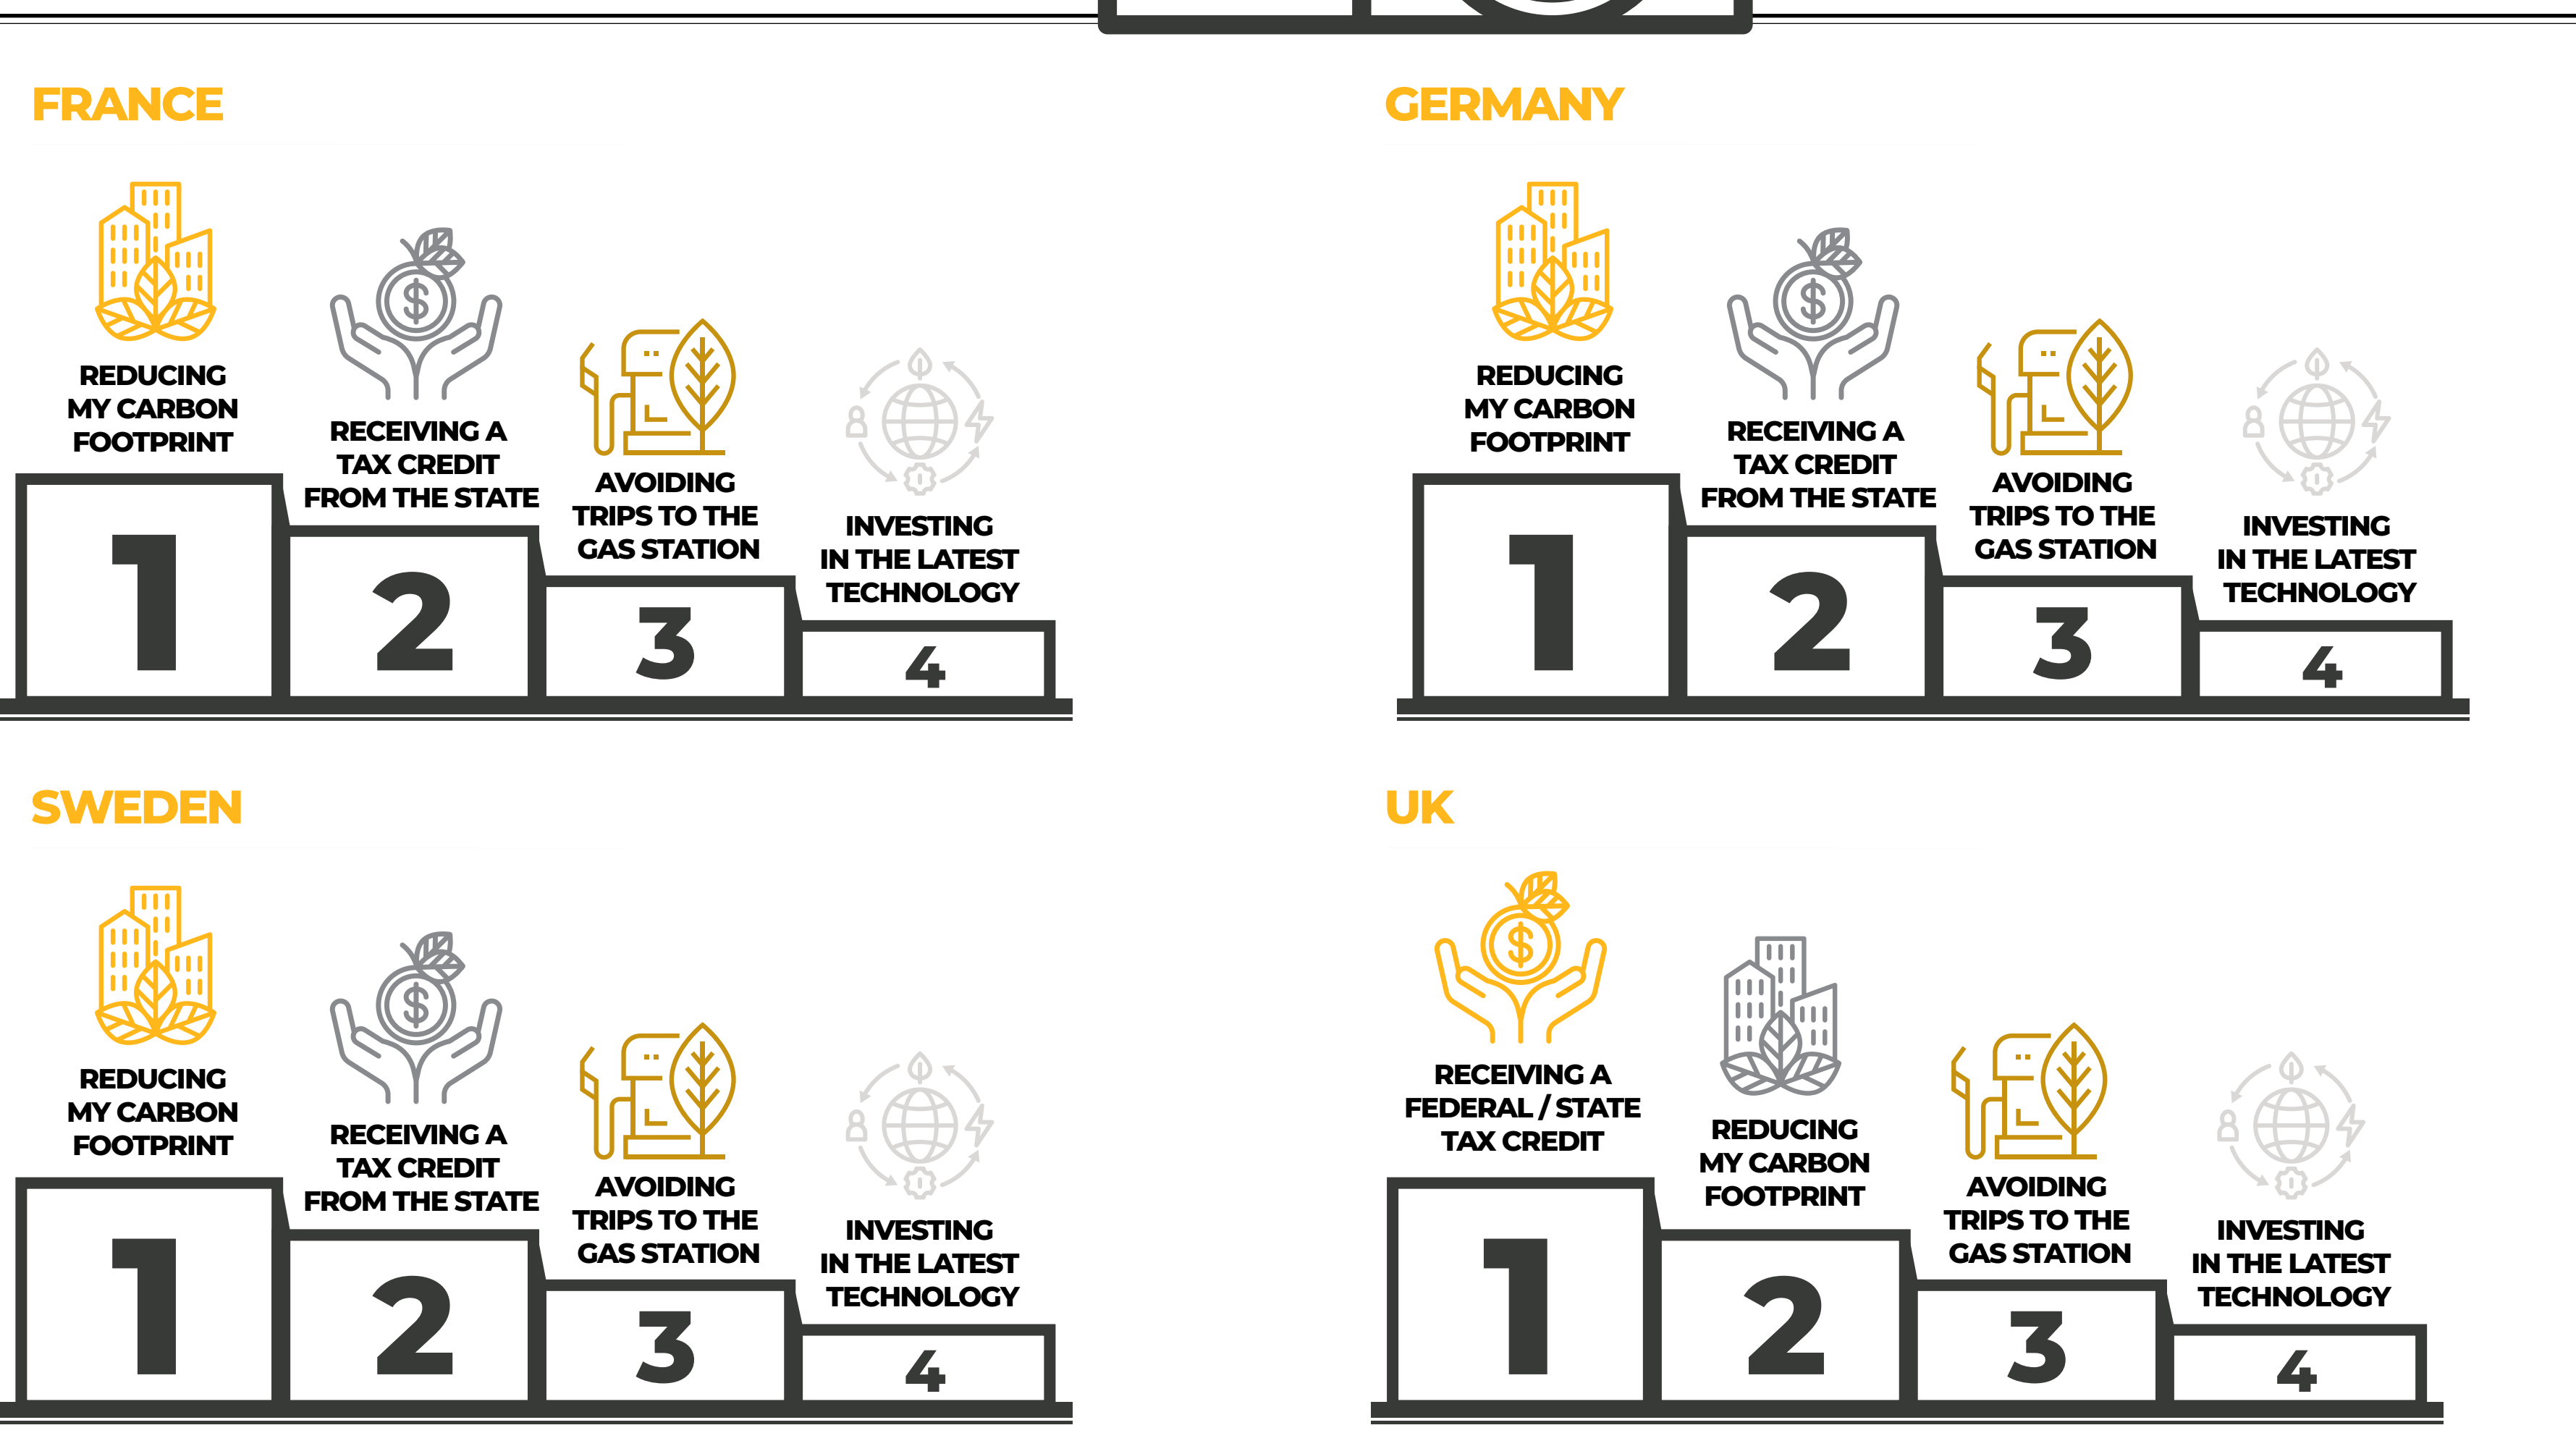 FRANCE
REDUCING
MY CARBON
FOOTPRINT
RECEIVING A
TAX CREDIT
FROM THE STATE
AVOIDING
TRIPS TO THE
GAS STATION
INVESTING
IN THE LATEST
TECHNOLOGY
1
2
3
4
GERMANY
REDUCING
MY CARBON
FOOTPRINT
RECEIVING A
TAX CREDIT
FROM THE STATE
AVOIDING
TRIPS TO THE
GAS STATION
INVESTING
IN THE LATEST
TECHNOLOGY
1
2
3
4
SWEDEN
REDUCING
MY CARBON
FOOTPRINT
RECEIVING A
TAX CREDIT
FROM THE STATE
AVOIDING
TRIPS TO THE
GAS STATION
INVESTING
IN THE LATEST
TECHNOLOGY
1
2
3
4
UK
RECEIVING A
FEDERAL / STATE
TAX CREDIT
REDUCING
MY CARBON
FOOTPRINT
AVOIDING
TRIPS TO THE
GAS STATION
INVESTING
IN THE LATEST
TECHNOLOGY
1
2
3
4